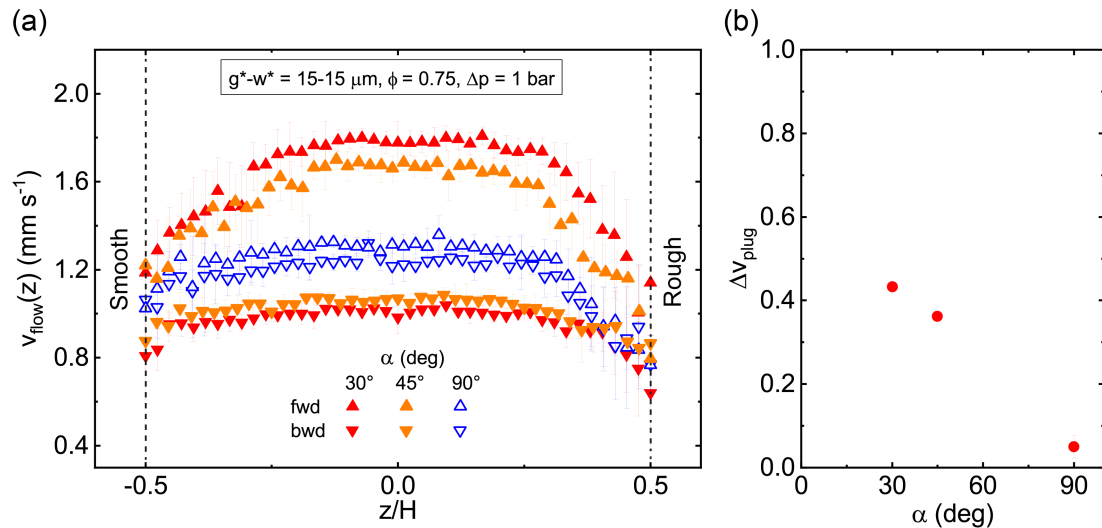 (a)
g*-w* = 15-15 μm, ϕ = 0.75, Δp = 1 bar
2.0
1.6
1.2
0.8
0.4
v_flow(z) (mm s⁻¹)
Smooth
Rough
α (deg)
30° 45° 90°
fwd
bwd
-0.5 0.0 0.5
z/H
(b)
1.0
0.8
0.6
0.4
0.2
0.0
Δv_plug
0 30 60 90
α (deg)